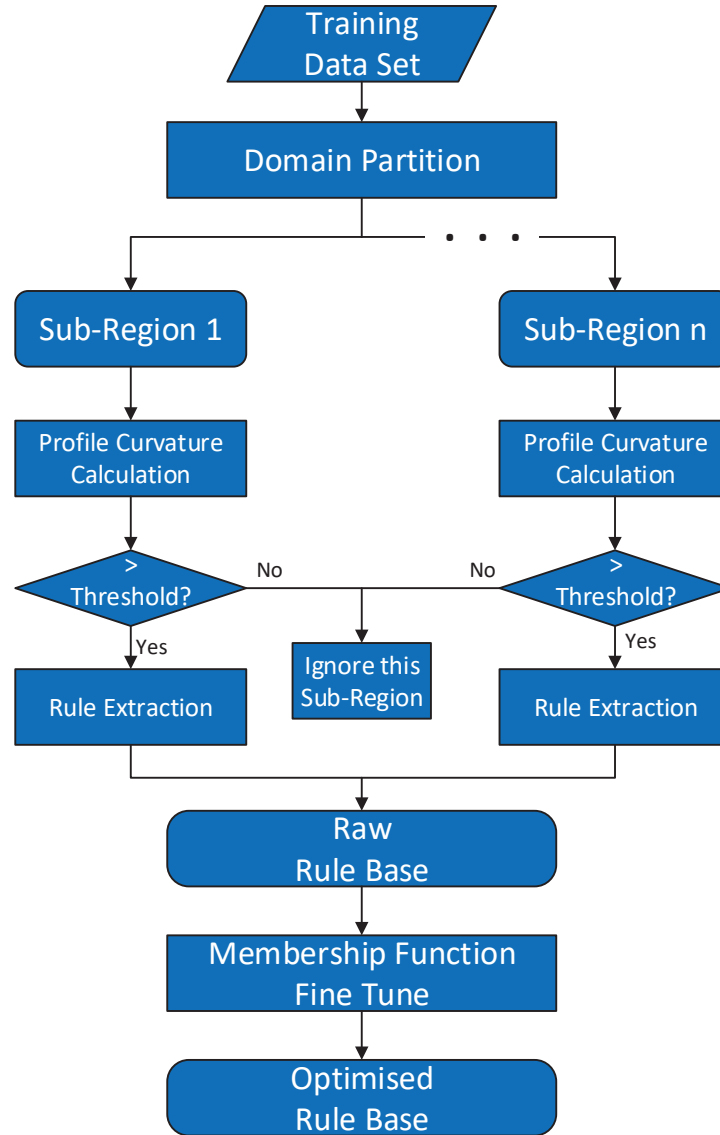 Training
Data Set
Domain Partition
. . .
Sub-Region 1
Sub-Region n
Profile Curvature
Calculation
Profile Curvature
Calculation
>
Threshold?
No
No
>
Threshold?
Yes
Yes
Ignore this
Sub-Region
Rule Extraction
Rule Extraction
Raw
Rule Base
Membership Function
Fine Tune
Optimised
Rule Base